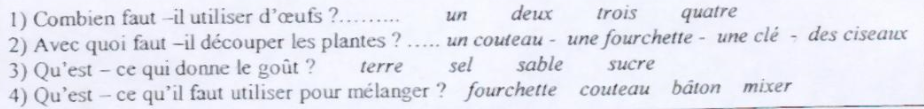 1) Combien faut –il utiliser d’œufs ?......... un deux trois quatre
2) Avec quoi faut –il découper les plantes ? ..... un couteau - une fourchette - une clé - des ciseaux
3) Qu’est – ce qui donne le goût ? terre sel sable sucre
4) Qu’est – ce qu’il faut utiliser pour mélanger ? fourchette couteau bâton mixer